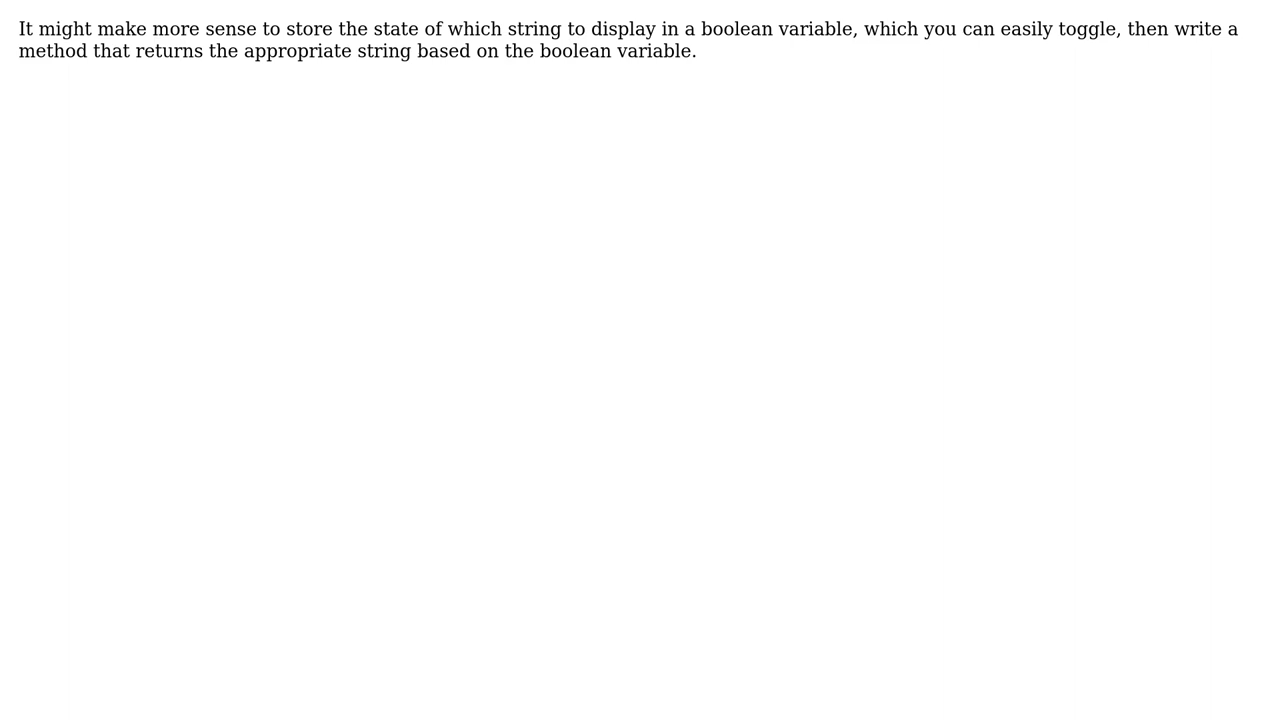 It might make more sense to store the state of which string to display in a boolean variable, which you can easily toggle, then write a
method that returns the appropriate string based on the boolean variable.